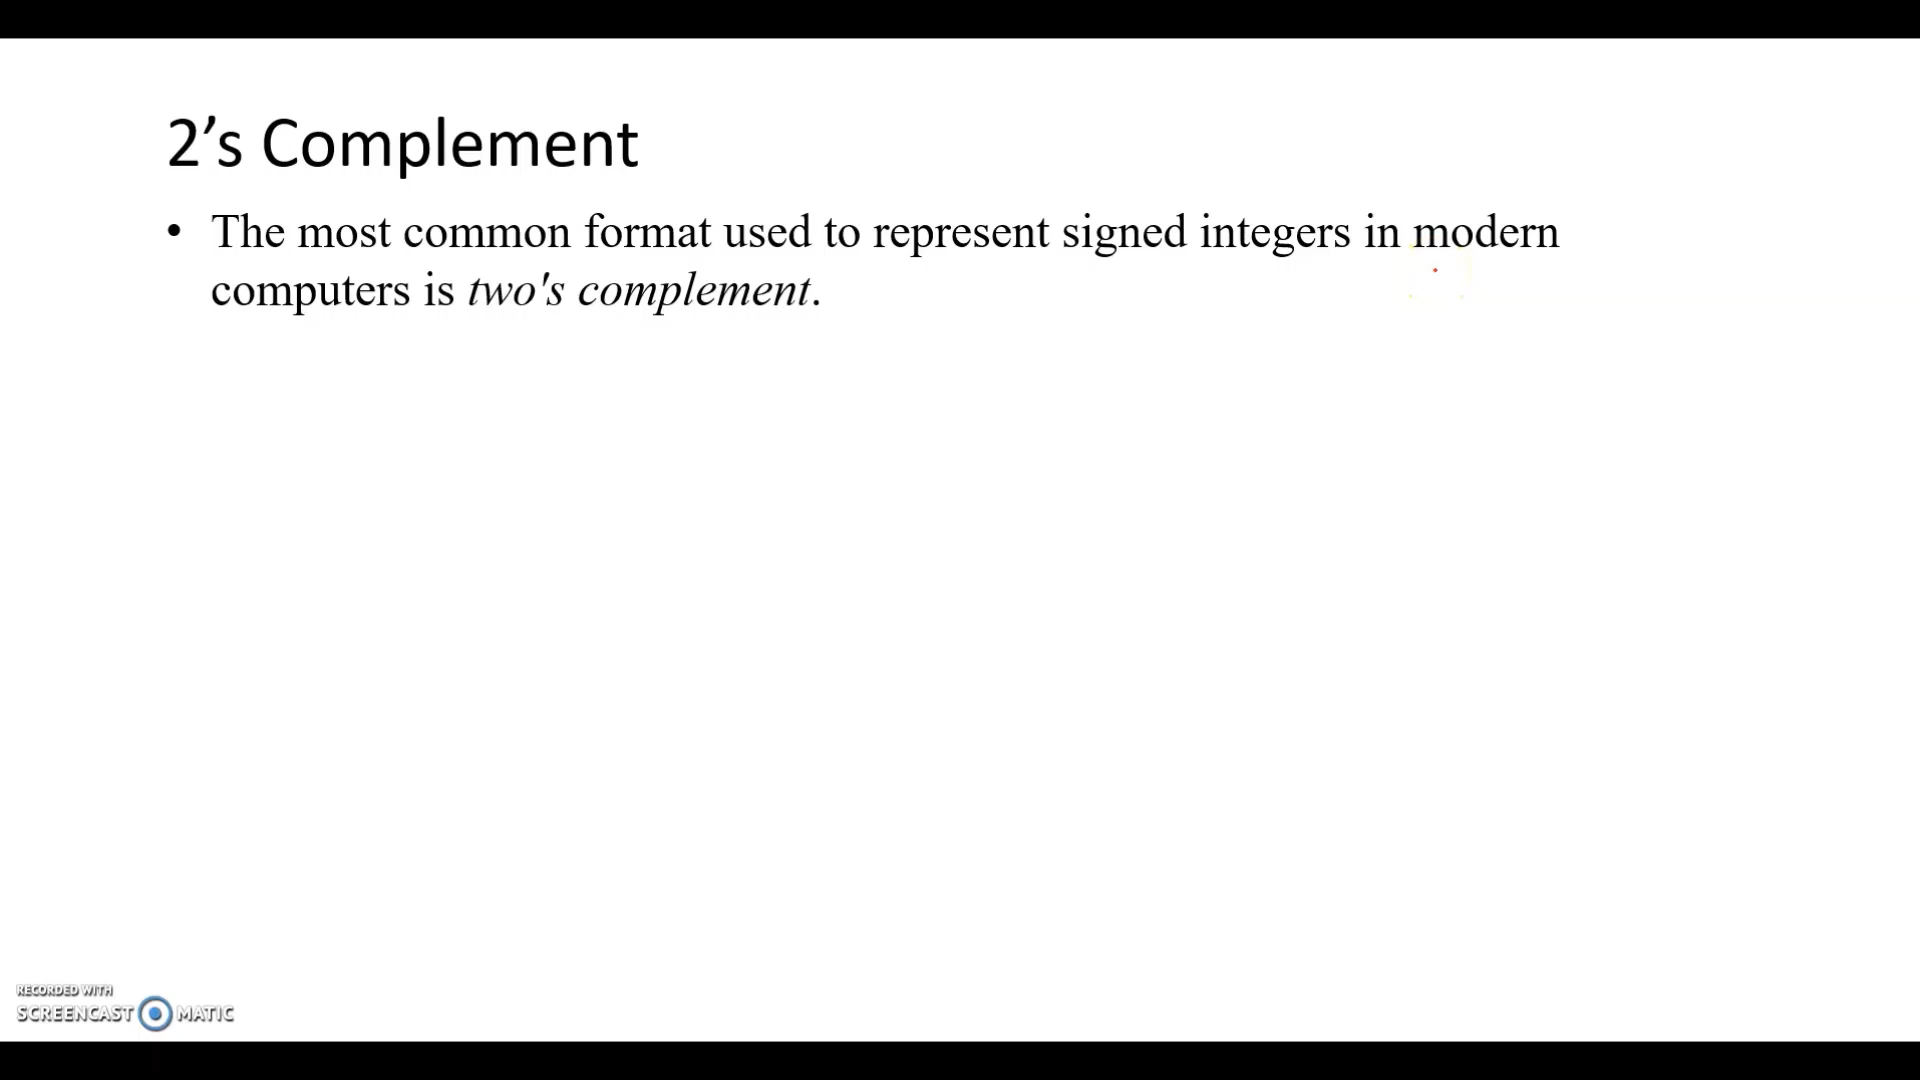 2’s Complement
• The most common format used to represent signed integers in modern
computers is two's complement.
RECORDED WITH
SCREENCAST MATIC